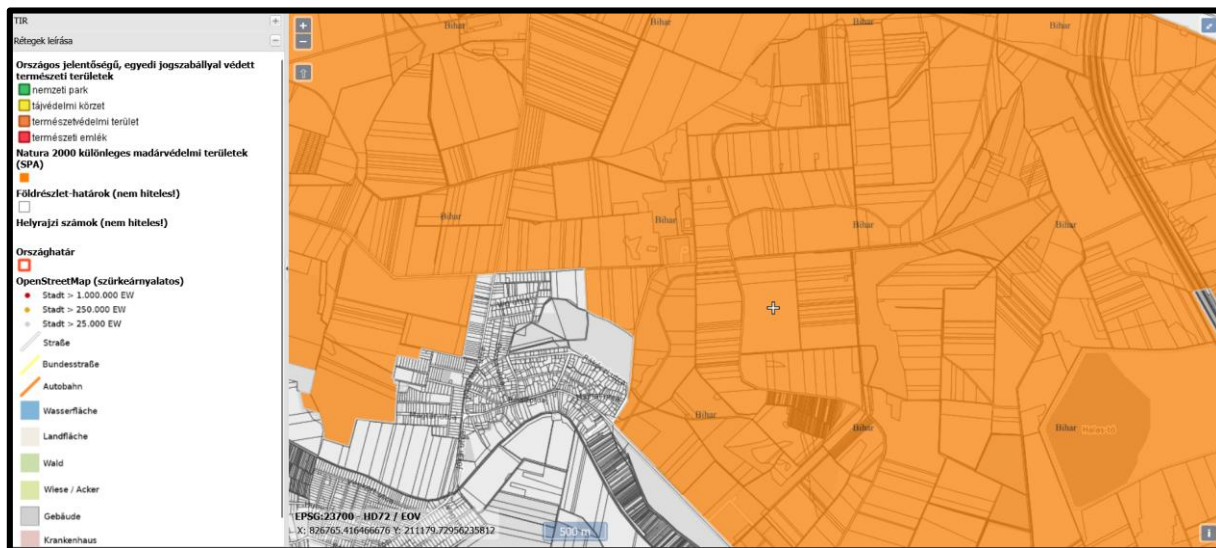 TIR
Rétegek leírása
Országos jelentőségű, egyedi jogszabállyal védett
természeti területek
nemzeti park
tájvédelmi körzet
természetvédelmi terület
természeti emlék
Natura 2000 különleges madárvédelmi területek
(SPA)
Földrészlet-határok (nem hiteles!)
Helyrajzi számok (nem hiteles!)
Országhatár
OpenStreetMap (szürkeárnyalatos)
Stadt > 1.000.000 EW
Stadt > 250.000 EW
Stadt > 25.000 EW
Straße
Bundesstraße
Autobahn
Wasserfläche
Landfläche
Wald
Wiese / Acker
Gebäude
Krankenhaus
Bihar
Bihar
Bihar
Bihar
Bihar
Bihar
Bihar
Bihar
Bihar
Bihar
Bihar
Halas-tó
EPSG:23700 - HD72 / EOV
X: 826765.416466676 Y: 211179.72956235812
500 m